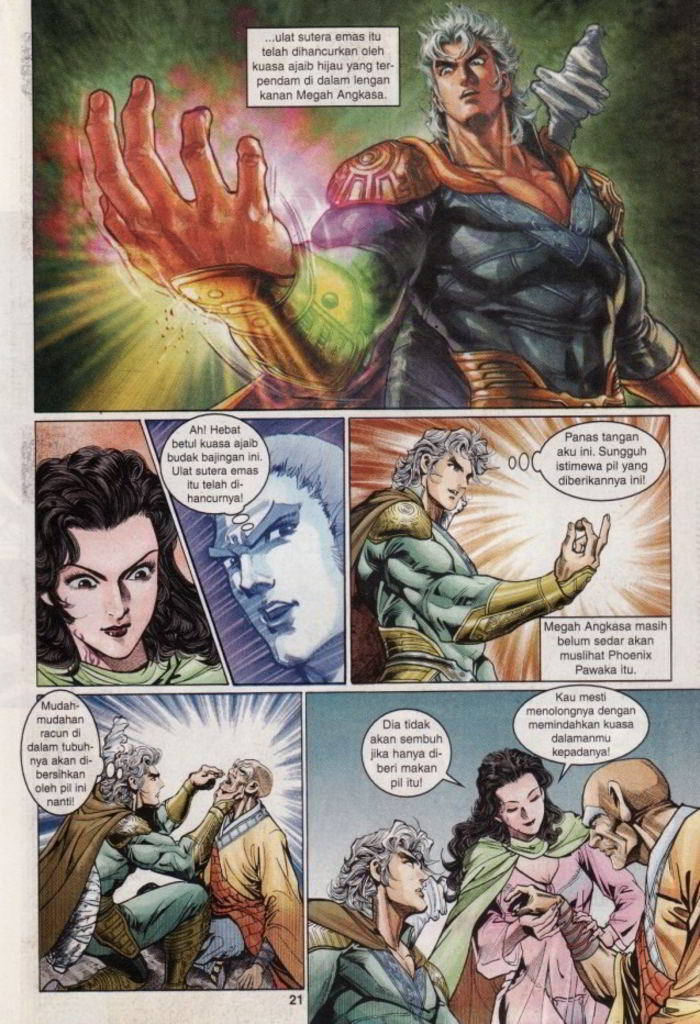 ...ulat sutera emas itu
telah dihancurkan oleh
kuasa ajaib hijau yang ter-
pendam di dalam lengan
kanan Megah Angkasa.
Ah! Hebat
betul kuasa ajaib
budak bajingan ini.
Ulat sutera emas
itu telah di-
hancurnya!
Panas tangan
aku ini. Sungguh
istimewa pil yang
diberikannya ini!
Megah Angkasa masih
belum sedar akan
muslihat Phoenix
Pawaka itu.
Mudah-
mudahan
racun di
dalam tubuh-
nya akan di-
bersihkan
oleh pil ini
nanti!
Dia tidak
akan sembuh
jika hanya di-
beri makan
pil itu!
Kau mesti
menolongnya dengan
memindahkan kuasa
dalamanmu
kepadanya!
21